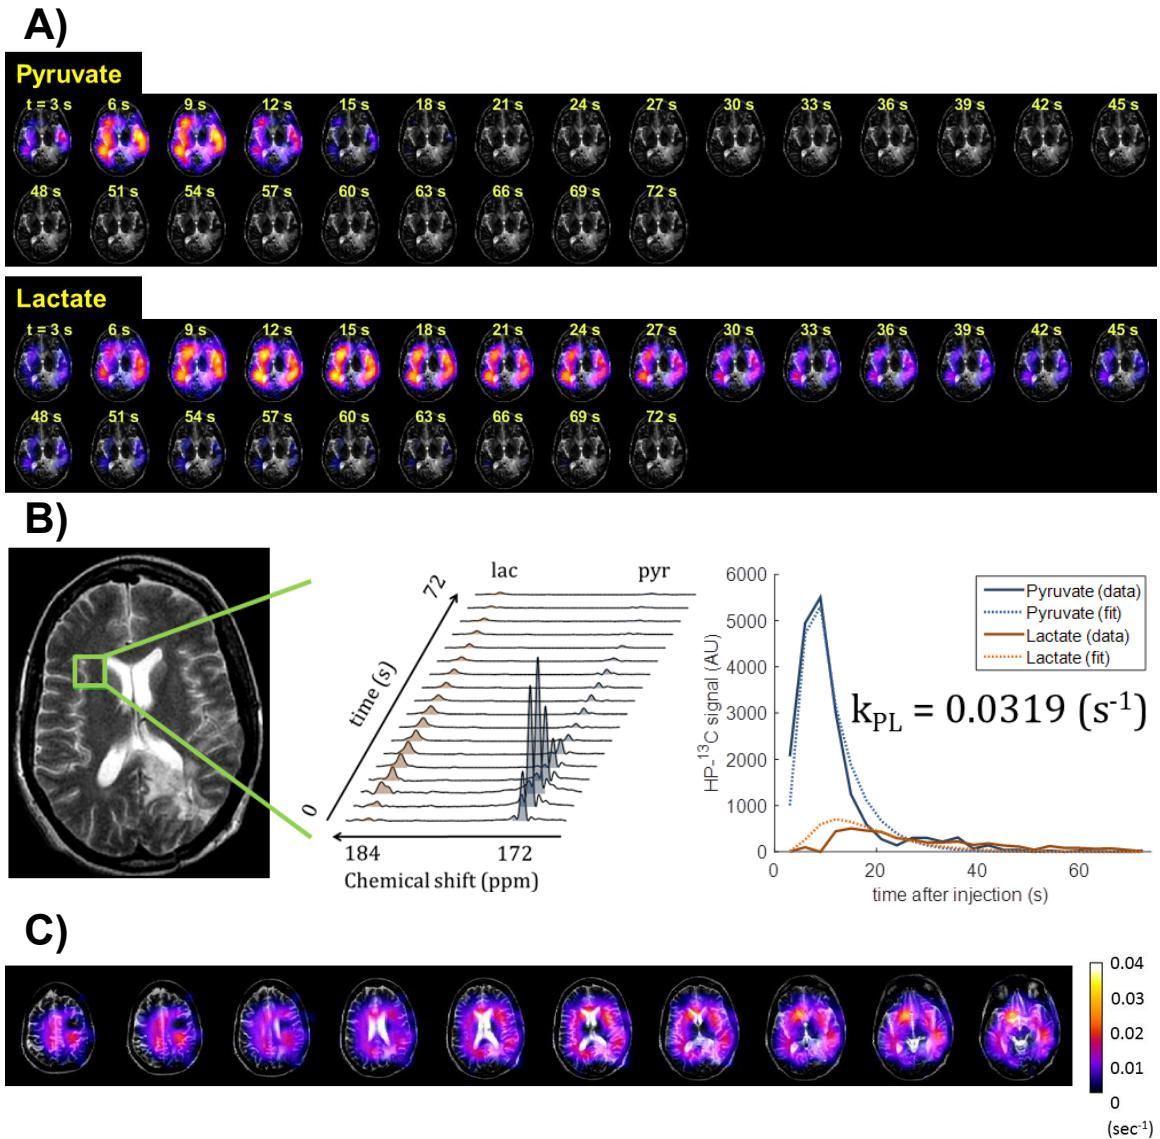 A)
Pyruvate
t = 3 s 6 s 9 s 12 s 15 s 18 s 21 s 24 s 27 s 30 s 33 s 36 s 39 s 42 s 45 s
48 s 51 s 54 s 57 s 60 s 63 s 66 s 69 s 72 s
Lactate
t = 3 s 6 s 9 s 12 s 15 s 18 s 21 s 24 s 27 s 30 s 33 s 36 s 39 s 42 s 45 s
48 s 51 s 54 s 57 s 60 s 63 s 66 s 69 s 72 s
B)
lac pyr
72
time (s)
0
184 172
Chemical shift (ppm)
6000
5000
4000
3000
2000
1000
0
HP-¹³C signal (AU)
Pyruvate (data)
Pyruvate (fit)
Lactate (data)
Lactate (fit)
k_PL = 0.0319 (s⁻¹)
0 20 40 60
time after injection (s)
C)
0.04
0.03
0.02
0.01
0
(sec⁻¹)